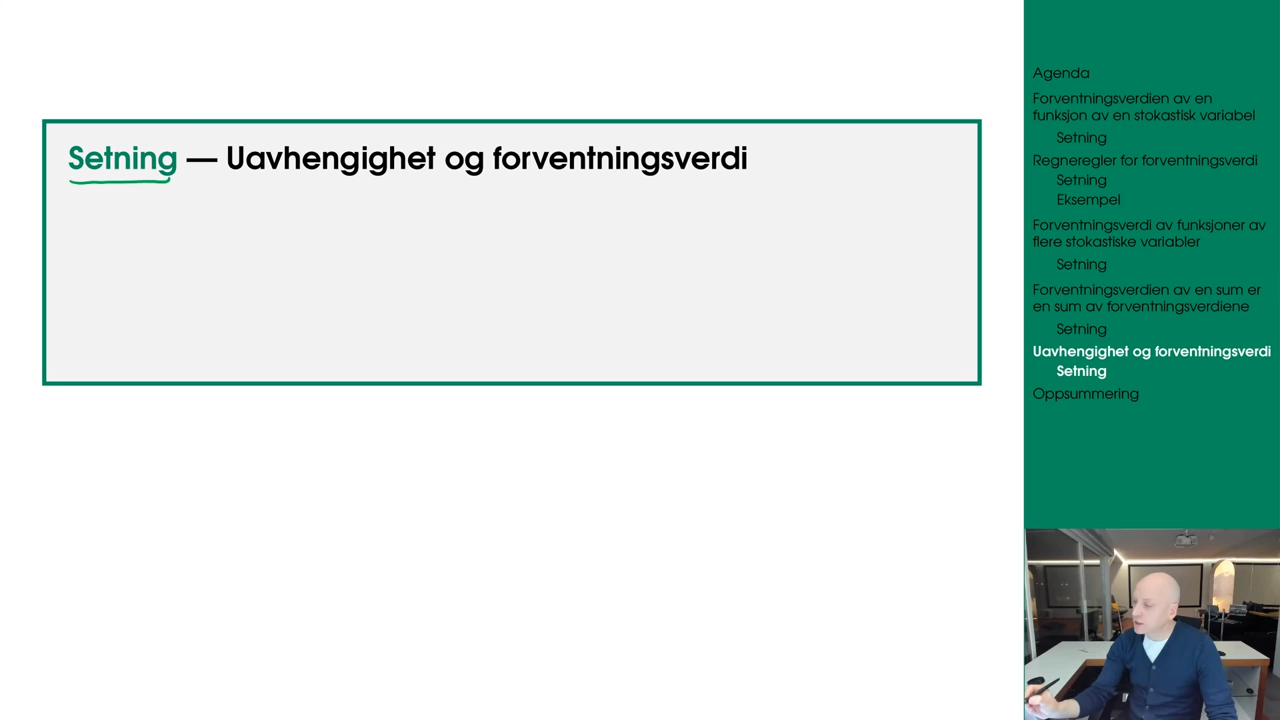 Setning — Uavhengighet og forventningsverdi
Agenda
Forventningsverdien av en
funksjon av en stokastisk variabel
Setning
Regneregler for forventningsverdi
Setning
Eksempel
Forventningsverdi av funksjoner av
flere stokastiske variabler
Setning
Forventningsverdien av en sum er
en sum av forventningsverdiene
Setning
Uavhengighet og forventningsverdi
Setning
Oppsummering